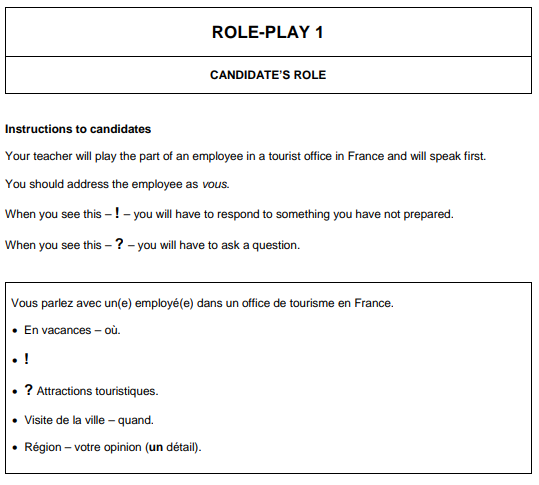 ROLE-PLAY 1
CANDIDATE'S ROLE
Instructions to candidates
Your teacher will play the part of an employee in a tourist office in France and will speak first.
You should address the employee as vous.
When you see this – ! – you will have to respond to something you have not prepared.
When you see this – ? – you will have to ask a question.
Vous parlez avec un(e) employé(e) dans un office de tourisme en France.
• En vacances – où.
• !
• ? Attractions touristiques.
• Visite de la ville – quand.
• Région – votre opinion (un détail).